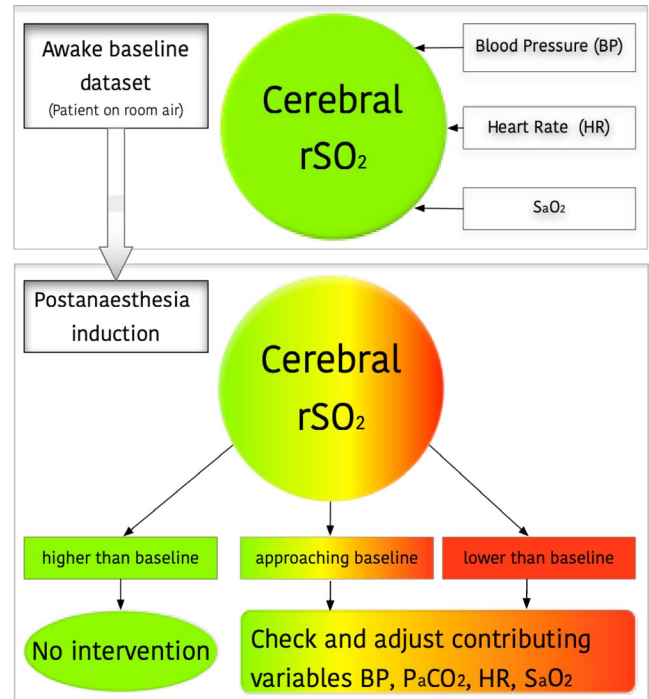 Awake baseline
dataset
(Patient on room air)
Cerebral
rSO₂
Blood Pressure (BP)
Heart Rate (HR)
SaO₂
Postanaesthesia
induction
Cerebral
rSO₂
higher than baseline
approaching baseline
lower than baseline
No intervention
Check and adjust contributing
variables BP, PaCO₂, HR, SaO₂